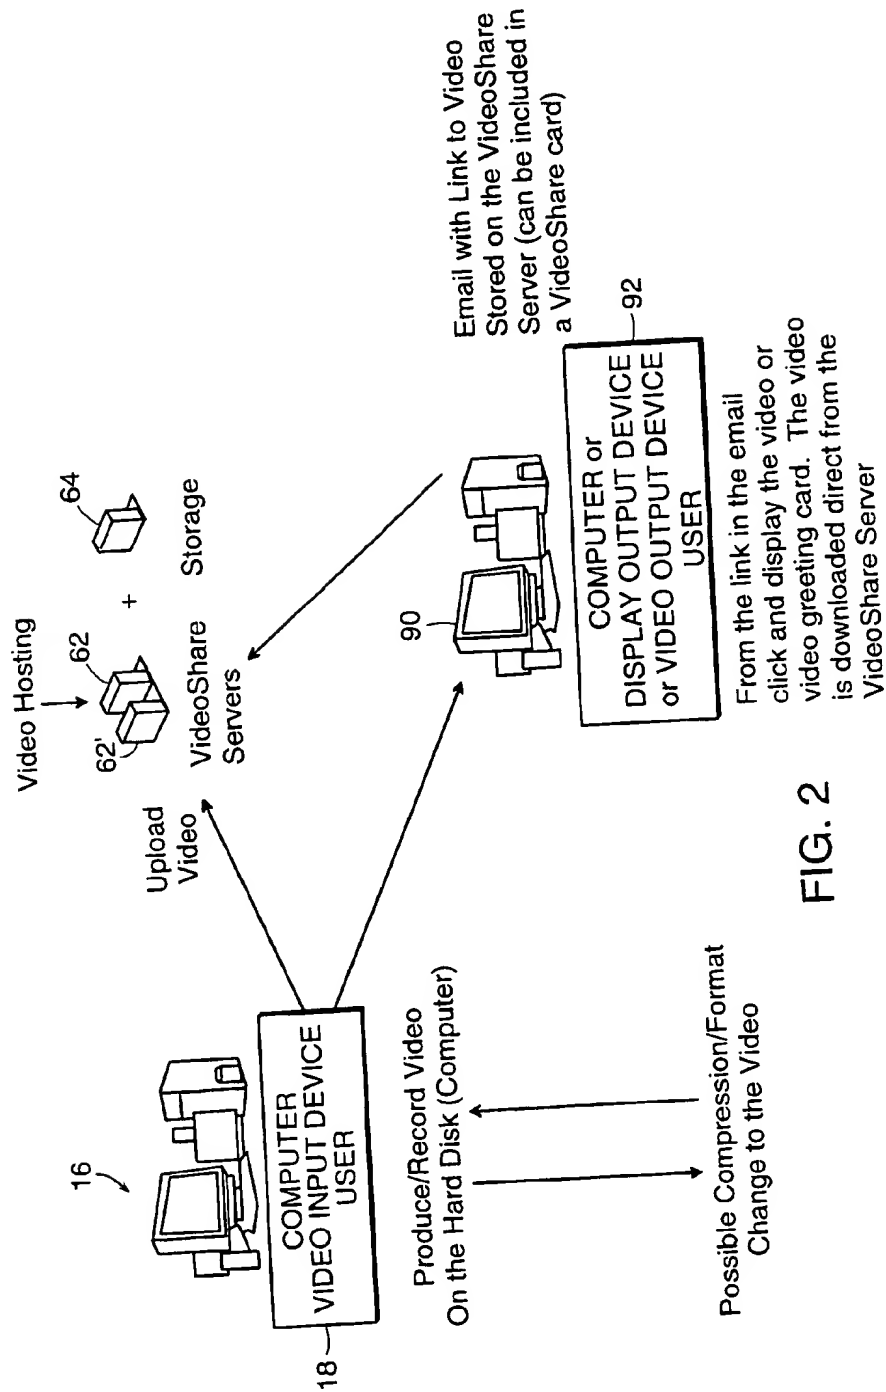 Video Hosting
62'
62
+
64
VideoShare
Servers
Storage
Upload
Video
16
COMPUTER
VIDEO INPUT DEVICE
USER
18
Produce/Record Video
On the Hard Disk (Computer)
Possible Compression/Format
Change to the Video
90
Email with Link to Video
Stored on the VideoShare
Server (can be included in
a VideoShare card)
COMPUTER or
DISPLAY OUTPUT DEVICE
or VIDEO OUTPUT DEVICE
USER
92
From the link in the email
click and display the video or
video greeting card. The video
is downloaded direct from the
VideoShare Server
FIG. 2